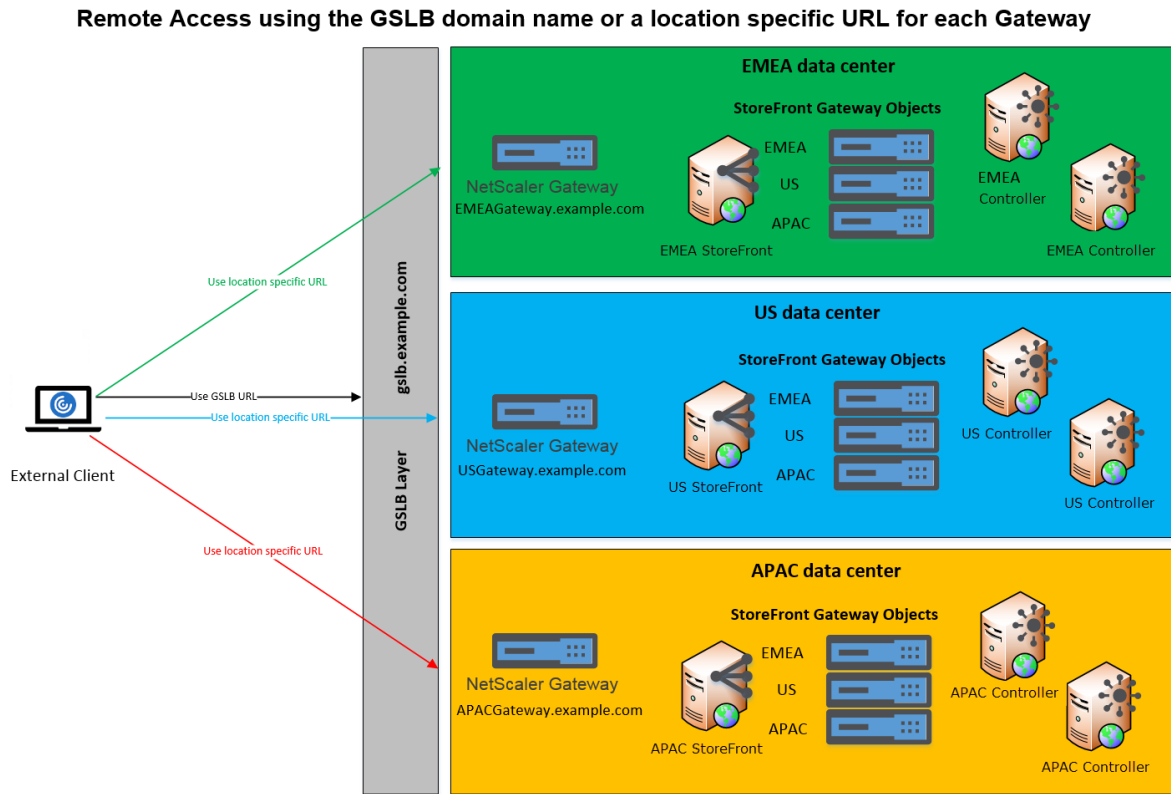 Remote Access using the GSLB domain name or a location specific URL for each Gateway
External Client
Use location specific URL
Use GSLB URL
Use location specific URL
Use location specific URL
GSLB Layer
gslb.example.com
EMEA data center
StoreFront Gateway Objects
NetScaler Gateway
EMEAGateway.example.com
EMEA StoreFront
EMEA
US
APAC
EMEA
Controller
EMEA Controller
US data center
StoreFront Gateway Objects
NetScaler Gateway
USGateway.example.com
US StoreFront
EMEA
US
APAC
US Controller
US Controller
APAC data center
StoreFront Gateway Objects
NetScaler Gateway
APACGateway.example.com
APAC StoreFront
EMEA
US
APAC
APAC Controller
APAC Controller